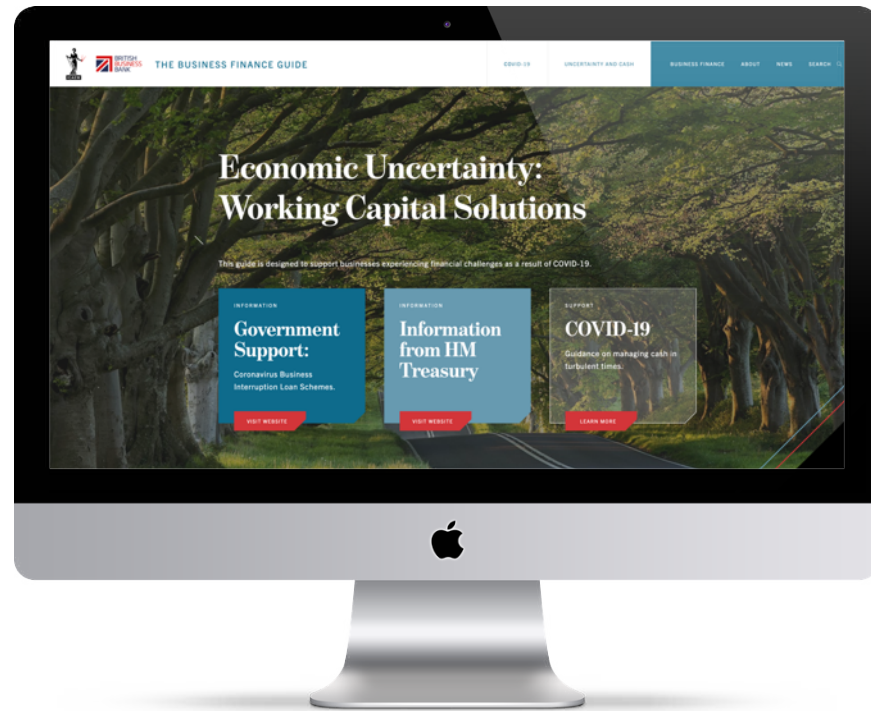 BRITISH
BUSINESS
BANK
THE BUSINESS FINANCE GUIDE
COVID-19
UNCERTAINTY AND CASH
BUSINESS FINANCE
ABOUT
NEWS
SEARCH
Economic Uncertainty:
Working Capital Solutions
This guide is designed to support businesses experiencing financial challenges as a result of COVID-19.
INFORMATION
Government
Support:
Coronavirus Business
Interruption Loan Schemes.
VISIT WEBSITE
INFORMATION
Information
from HM
Treasury
VISIT WEBSITE
SUPPORT
COVID-19
Guidance on managing cash in
turbulent times.
LEARN MORE